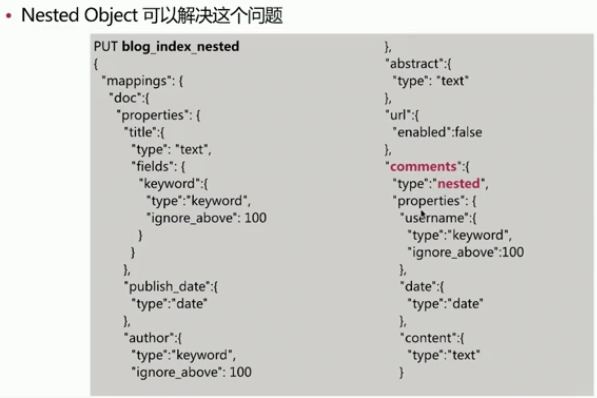 • Nested Object 可以解决这个问题
PUT blog_index_nested
{
"mappings": {
"doc":{
"properties": {
"title":{
"type": "text",
"fields": {
"keyword":{
"type":"keyword",
"ignore_above": 100
}
}
},
"publish_date":{
"type":"date"
},
"author":{
"type":"keyword",
"ignore_above": 100
},
"abstract":{
"type": "text"
},
"url":{
"enabled":false
},
"comments":{
"type":"nested",
"properties": {
"username":{
"type":"keyword",
"ignore_above":100
},
"date":{
"type":"date"
},
"content":{
"type":"text"
}